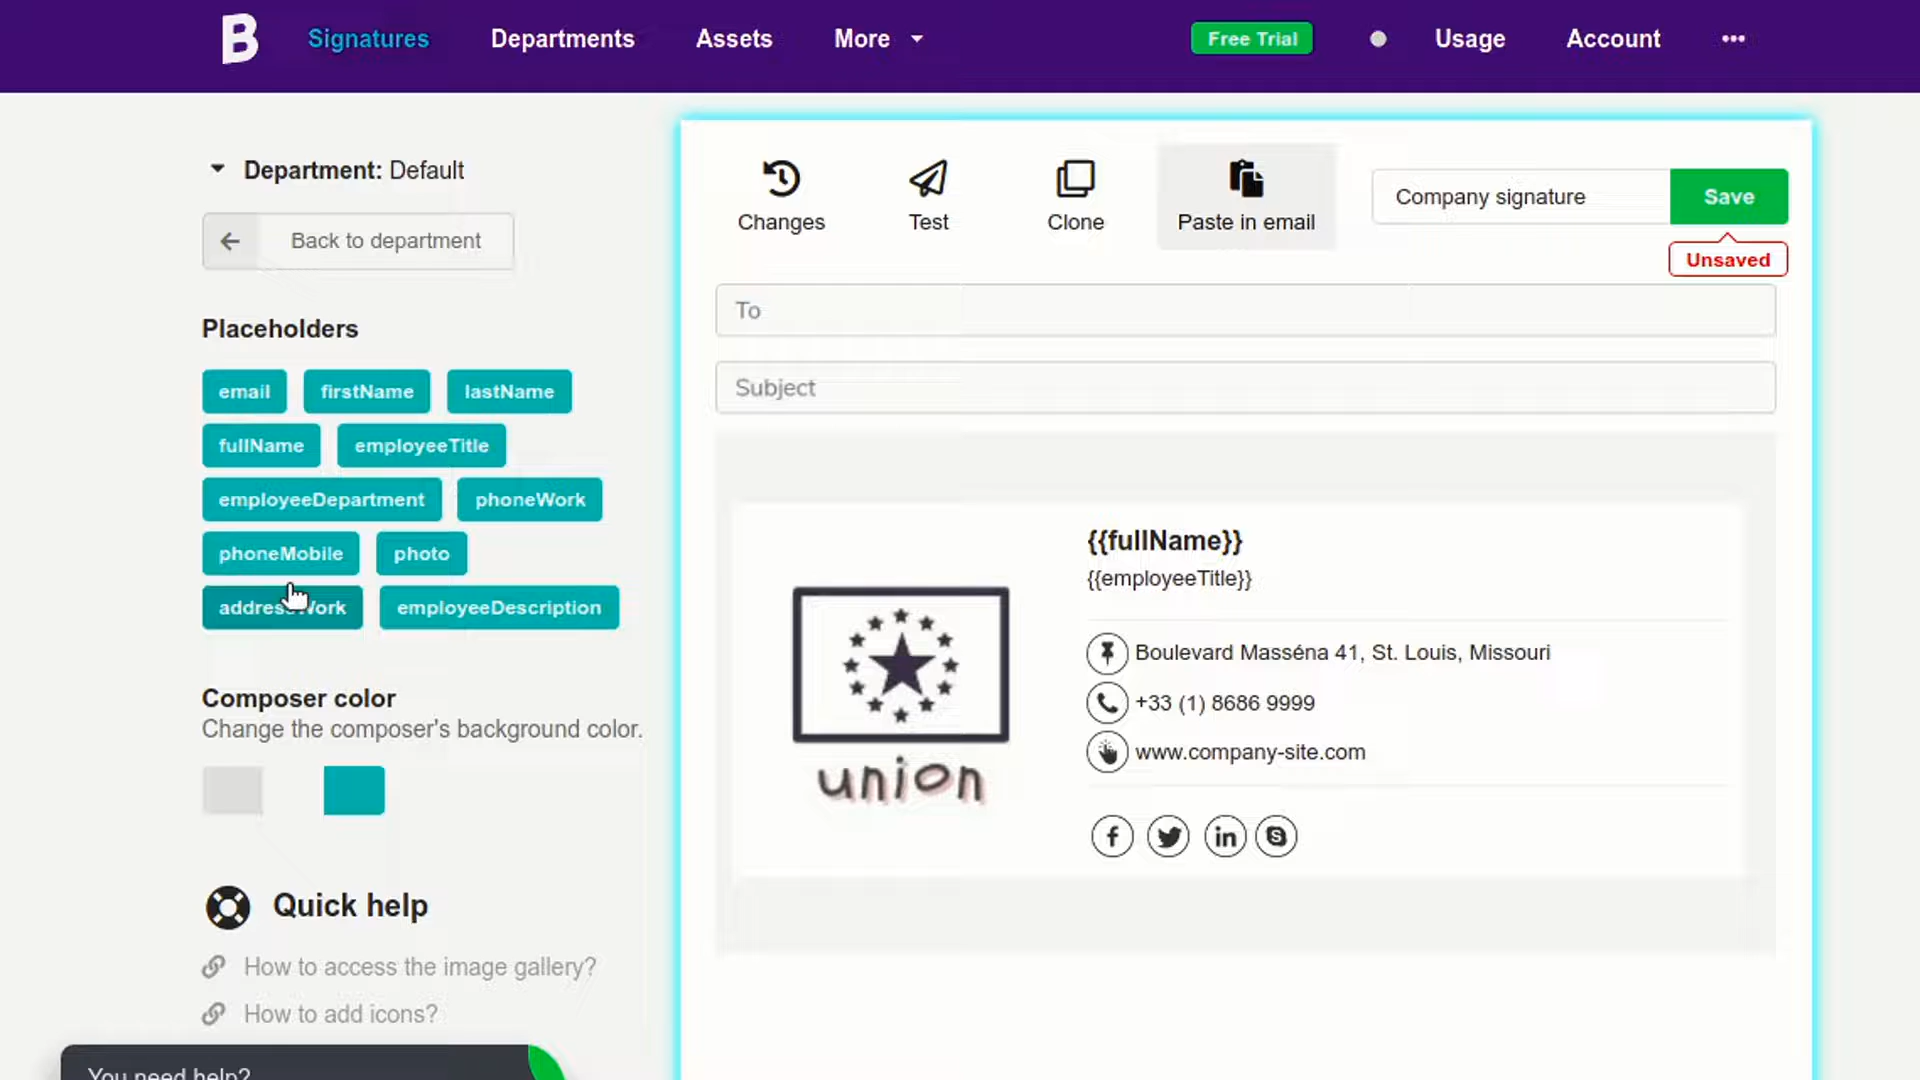 B Signatures Departments Assets More Free Trial Usage Account
Department: Default
Back to department
Placeholders
email firstName lastName
fullName employeeTitle
employeeDepartment phoneWork
phoneMobile photo
addressWork employeeDescription
Composer color
Change the composer's background color.
Quick help
How to access the image gallery?
How to add icons?
You need help?
Changes Test Clone Paste in email Company signature Save
Unsaved
To
Subject
{{fullName}}
{{employeeTitle}}
Boulevard Masséna 41, St. Louis, Missouri
+33 (1) 8686 9999
www.company-site.com
union